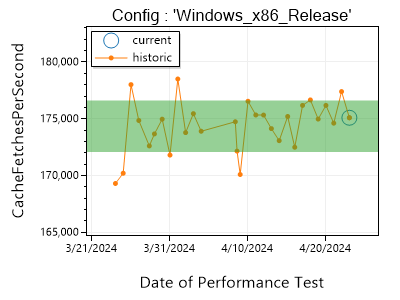 Config : 'Windows_x86_Release'
current
historic
180,000
175,000
170,000
165,000
CacheFetchesPerSecond
3/21/2024
3/31/2024
4/10/2024
4/20/2024
Date of Performance Test